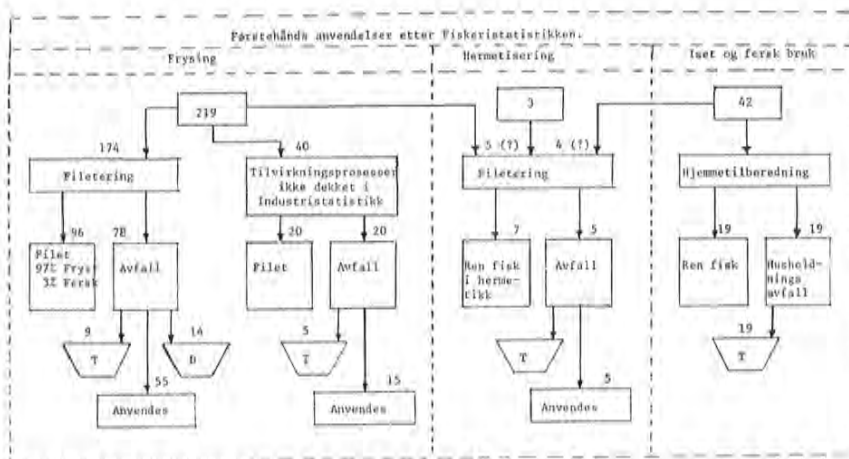 Førstehånds anvendelser etter Fiskeristatistikken.
Frysing
Hermetisering
Iset og fersk bruk
219
3
42
174
40
5 (?)
4 (?)
Filetering
Tilvirkningsprosesser
ikke dekket i
Industristatistikk
Filetering
Hjemmetilberedning
96
78
20
20
7
5
19
19
Filet
97% Fryst
3% Fersk
Avfall
Filet
Avfall
Ren fisk
i herme-
tikk
Avfall
Ren fisk
Hushold-
nings
avfall
9
14
5
19
T
D
T
T
T
55
15
5
Anvendes
Anvendes
Anvendes